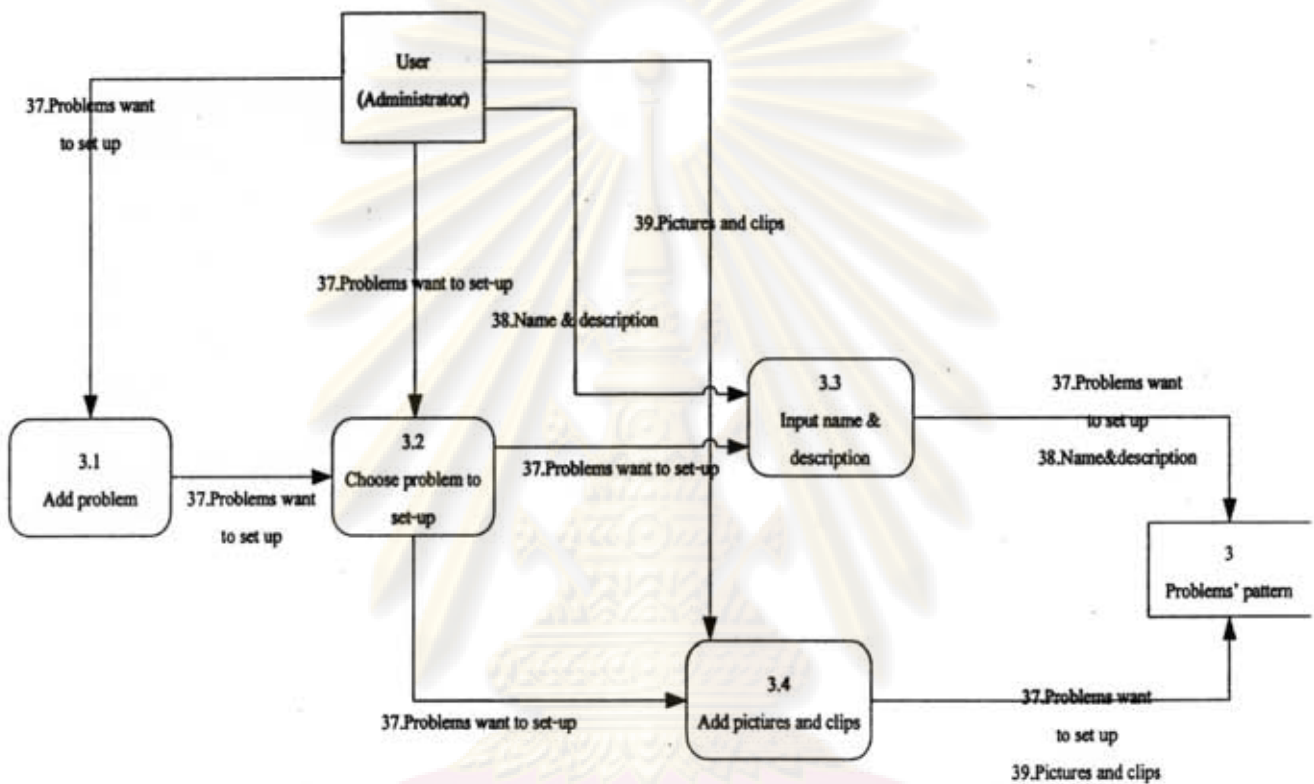 User
(Administrator)
37.Problems want
to set up
39.Pictures and clips
37.Problems want to set-up
38.Name & description
3.3
Input name &
description
37.Problems want
to set up
38.Name&description
3.1
Add problem
3.2
Choose problem to
set-up
37.Problems want to set-up
37.Problems want
to set up
3
Problems’ pattern
3.4
Add pictures and clips
37.Problems want to set-up
37.Problems want
to set up
39.Pictures and clips